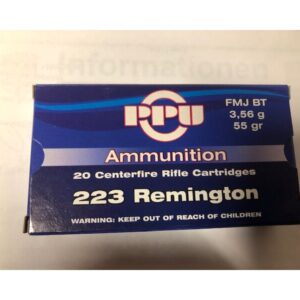 Informationen
PPU
FMJ BT
3,56 g
55 gr
Ammunition
20 Centerfire Rifle Cartridges
223 Remington
WARNING: KEEP OUT OF REACH OF CHILDREN